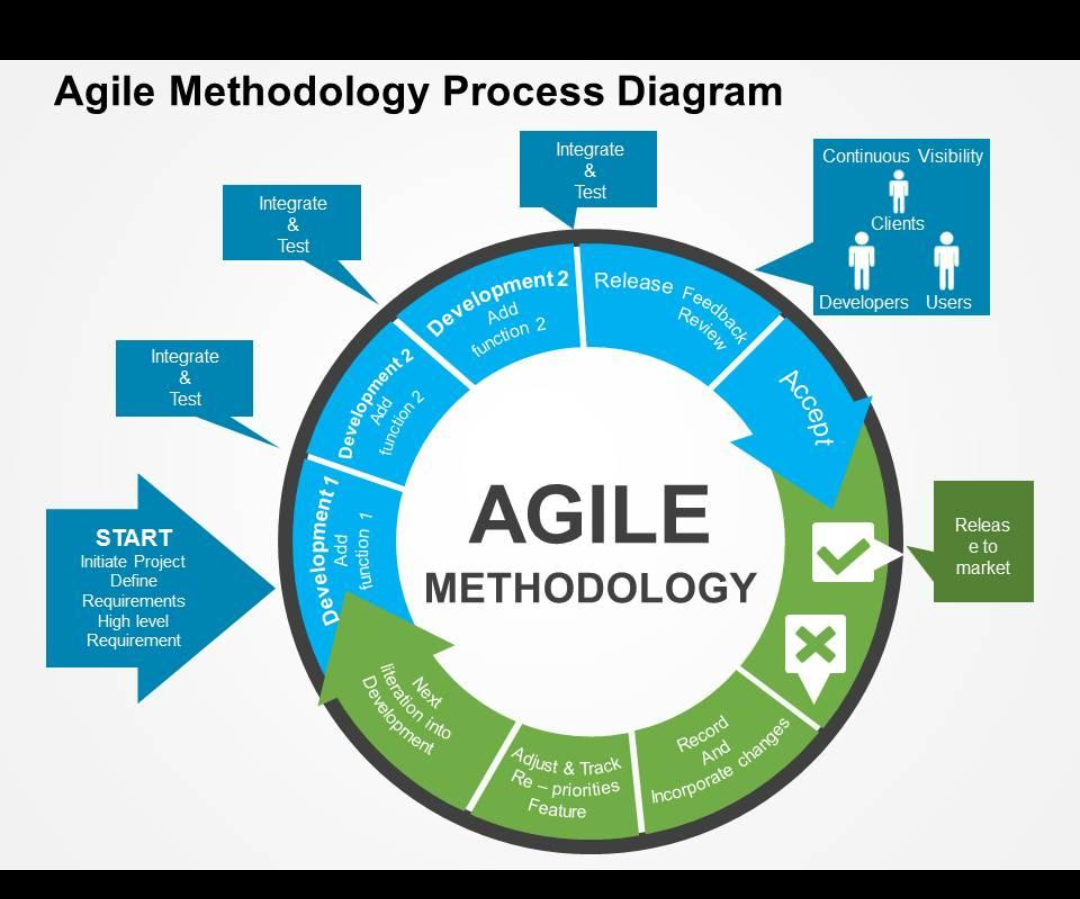 Agile Methodology Process Diagram
Integrate
&
Test
Integrate
&
Test
Integrate
&
Test
Continuous Visibility
Clients
Developers Users
START
Initiate Project
Define
Requirements
High level
Requirement
Development 1
Add
function 1
Development 2
Add
function 2
Development 2
Add
function 2
Release
Feedback
Review
Accept
AGILE
METHODOLOGY
Releas
e to
market
Record
And
Incorporate changes
Adjust & Track
Re – priorities
Feature
Next
literation into
Development